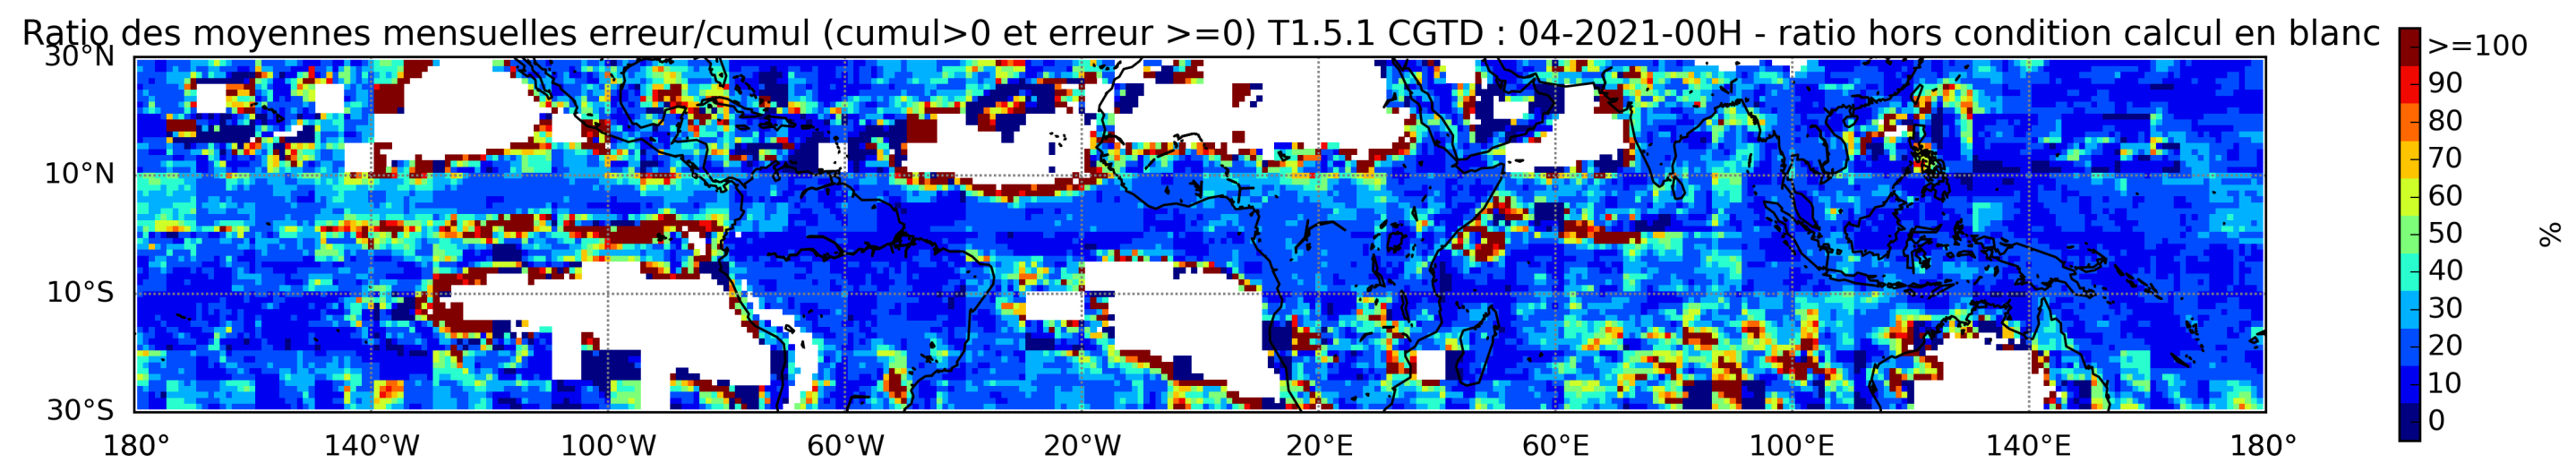 Ratio des moyennes mensuelles erreur/cumul (cumul>0 et erreur >=0) T1.5.1 CGTD : 04-2021-00H - ratio hors condition calcul en blanc
30°N
10°N
10°S
30°S
180°
140°W
100°W
60°W
20°W
20°E
60°E
100°E
140°E
180°
>=100
90
80
70
60
50
40
30
20
10
0
%